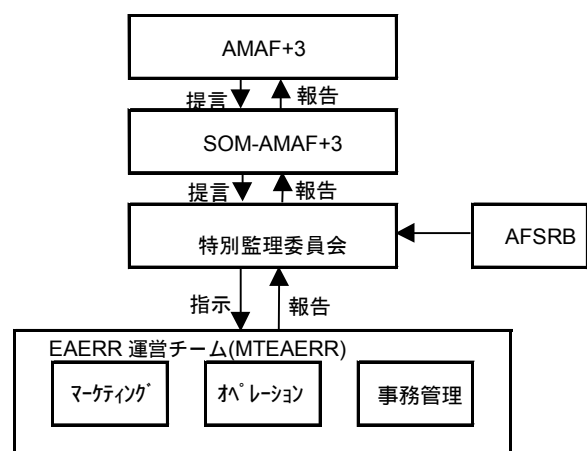 AMAF+3
提言 報告
SOM-AMAF+3
提言 報告
特別監理委員会
AFSRB
指示 報告
EAERR 運営チーム(MTEAERR)
ﾏｰｹﾃｨﾝｸﾞ
ｵﾍﾟﾚｰｼｮﾝ
事務管理